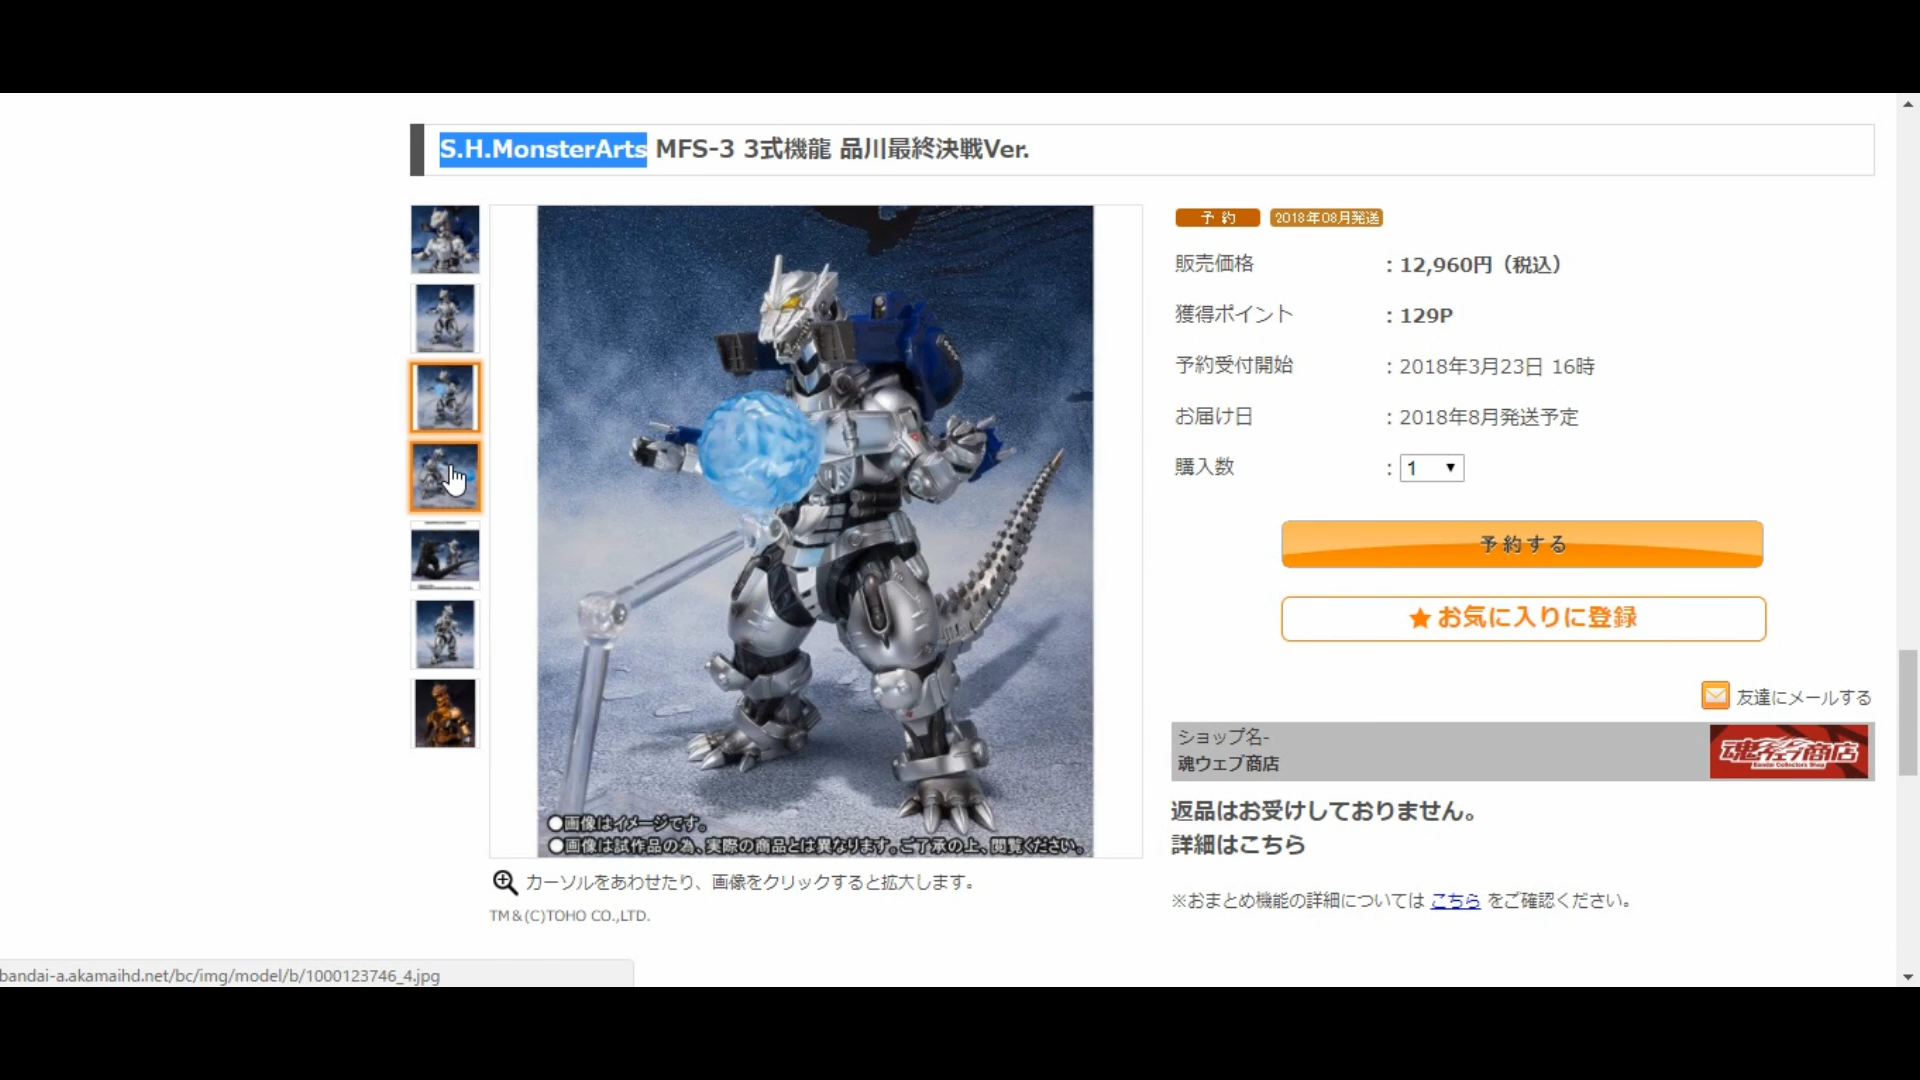 S.H.MonsterArts MFS-3 3式機龍 品川最終決戦Ver.
予約 2018年08月発送
販売価格 : 12,960円（税込）
獲得ポイント : 129P
予約受付開始 : 2018年3月23日 16時
お届け日 : 2018年8月発送予定
購入数 : 1
予約する
★お気に入りに登録
友達にメールする
ショップ名-
魂ウェブ商店
魂ウェブ商店
Bandai Collectors Shop
返品はお受けしておりません。
詳細はこちら
※おまとめ機能の詳細については こちら をご確認ください。
●画像はイメージです。
●画像は試作品の為、実際の商品とは異なります。ご了承の上、閲覧ください。
カーソルをあわせたり、画像をクリックすると拡大します。
TM&(C)TOHO CO.,LTD.
bandai-a.akamaihd.net/bc/img/model/b/1000123746_4.jpg